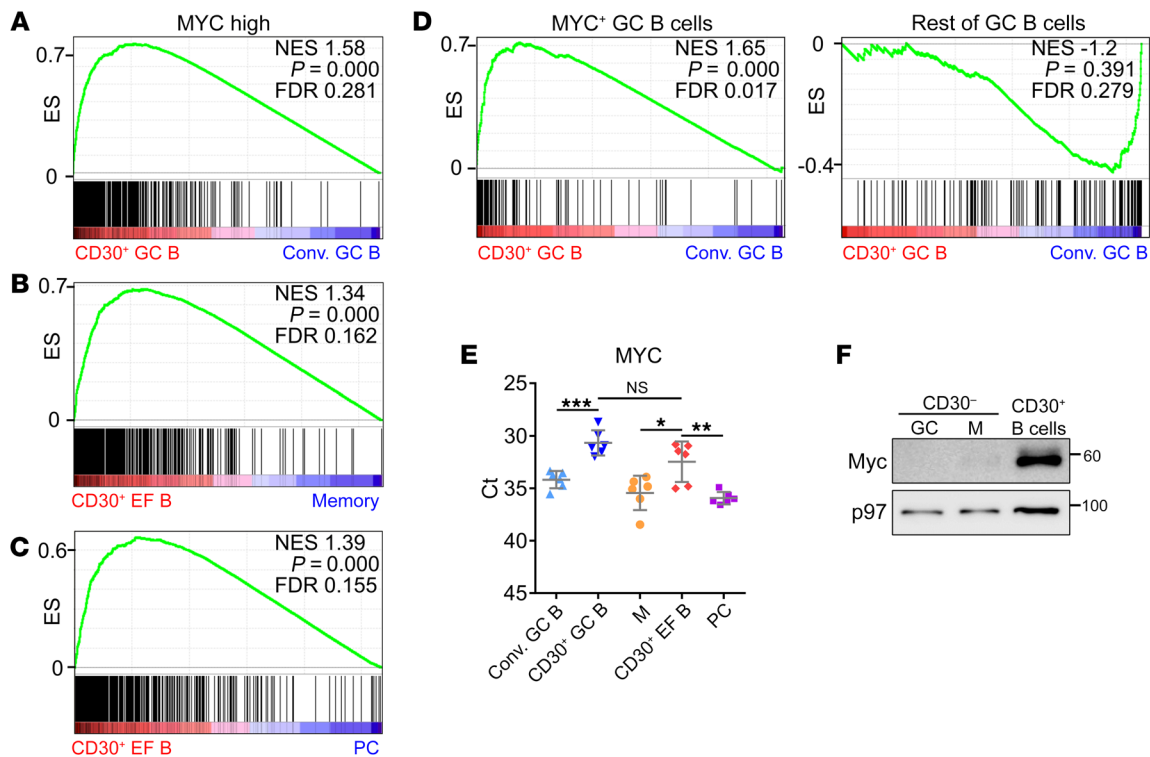 A
MYC high
0.7
0
ES
NES 1.58
P = 0.000
FDR 0.281
CD30⁺ GC B
Conv. GC B
B
0.7
0
ES
NES 1.34
P = 0.000
FDR 0.162
CD30⁺ EF B
Memory
C
0.6
0
ES
NES 1.39
P = 0.000
FDR 0.155
CD30⁺ EF B
PC
D
MYC⁺ GC B cells
0.7
0
ES
NES 1.65
P = 0.000
FDR 0.017
CD30⁺ GC B
Conv. GC B
Rest of GC B cells
0
-0.4
ES
NES -1.2
P = 0.391
FDR 0.279
CD30⁺ GC B
Conv. GC B
E
MYC
25
30
35
40
45
Ct
***
NS
*
**
Conv. GC B
CD30⁺ GC B
M
CD30⁺ EF B
PC
F
CD30⁻
CD30⁺
GC
M
B cells
Myc
60
p97
100